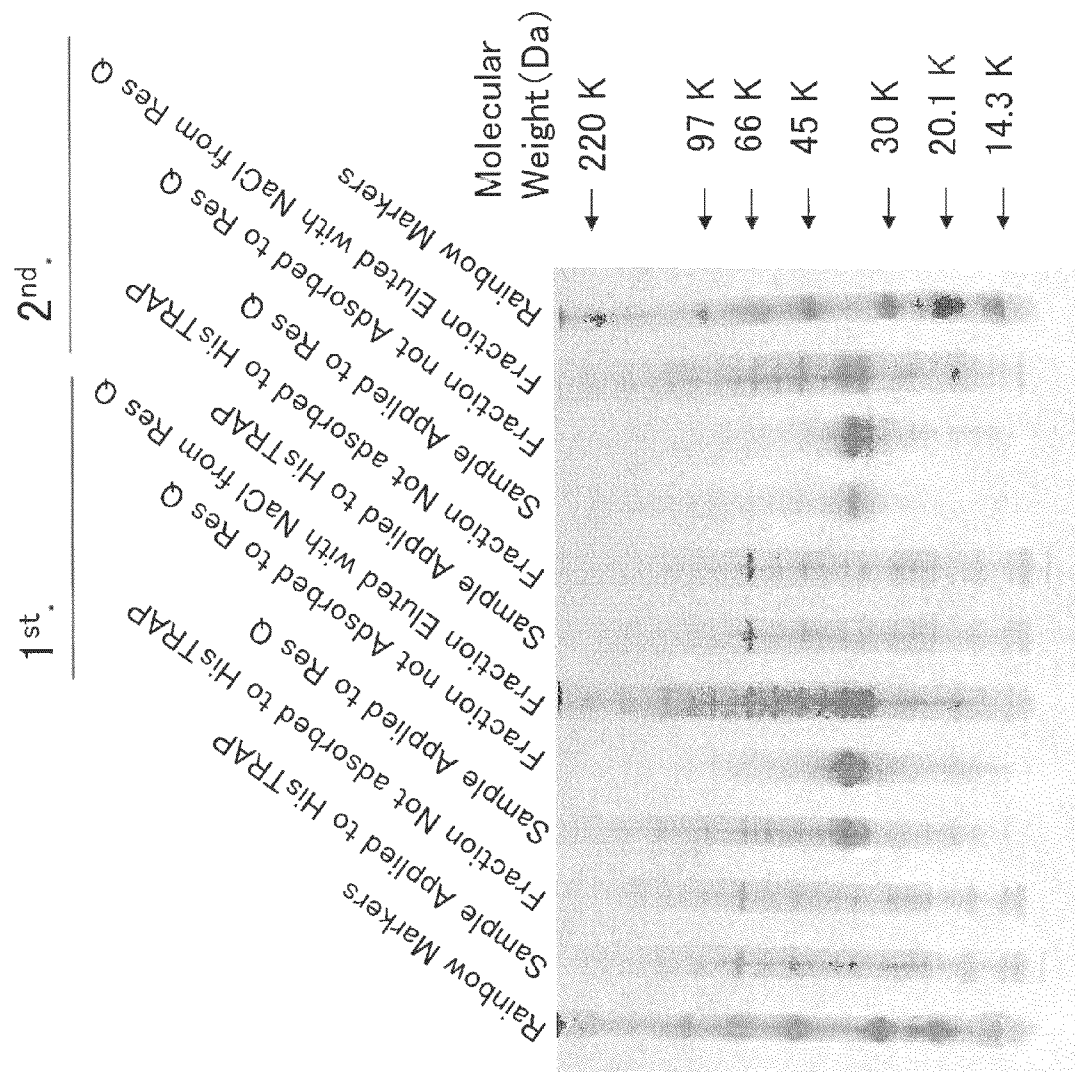 1st.
2nd.
Rainbow Markers
Sample Applied to HisTRAP
Fraction Not adsorbed to HisTRAP
Sample Applied to Res Q
Fraction not Adsorbed to Res Q
Fraction Eluted with NaCl from Res Q
Sample Applied to HisTRAP
Fraction Not adsorbed to HisTRAP
Sample Applied to Res Q
Fraction not Adsorbed to Res Q
Fraction Eluted with NaCl from Res Q
Rainbow Markers
Molecular
Weight(Da)
220 K
97 K
66 K
45 K
30 K
20.1 K
14.3 K